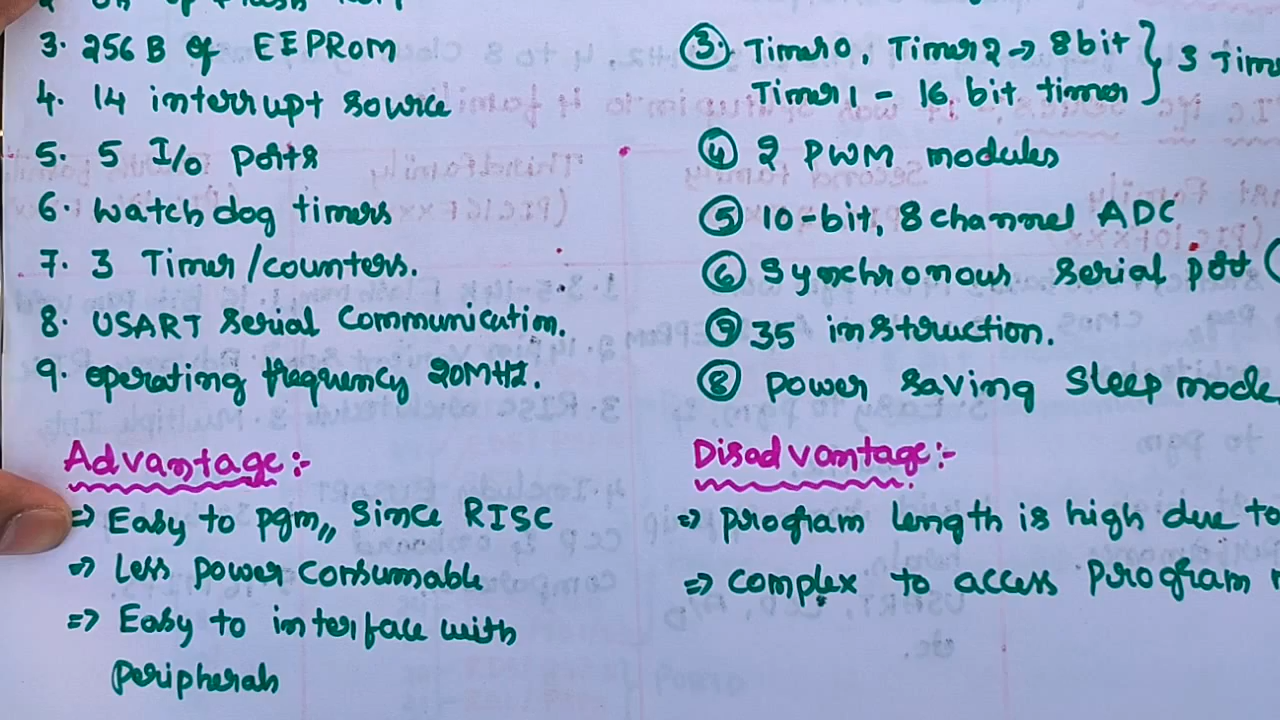 3. 256 B of EEPROM
4. 14 interrupt source
5. 5 I/o ports
6. watch dog timers
7. 3 Timer/counters.
8. USART serial communication.
9. operating frequency 20MHz.
Advantage:-
⇒ Easy to pgm,, since RISC
⇒ Less power consumable
⇒ Easy to interface with
peripherals
③. Timer0, Timer2 → 8bit } 3 Tim
Timer1 - 16 bit timer
④ 2 PWM modules
⑤ 10-bit, 8 channel ADC
⑥ Synchronous serial port (
⑦ 35 instruction.
⑧ power saving sleep mode
Disadvantage:-
⇒ program length is high due to
⇒ complex to access program